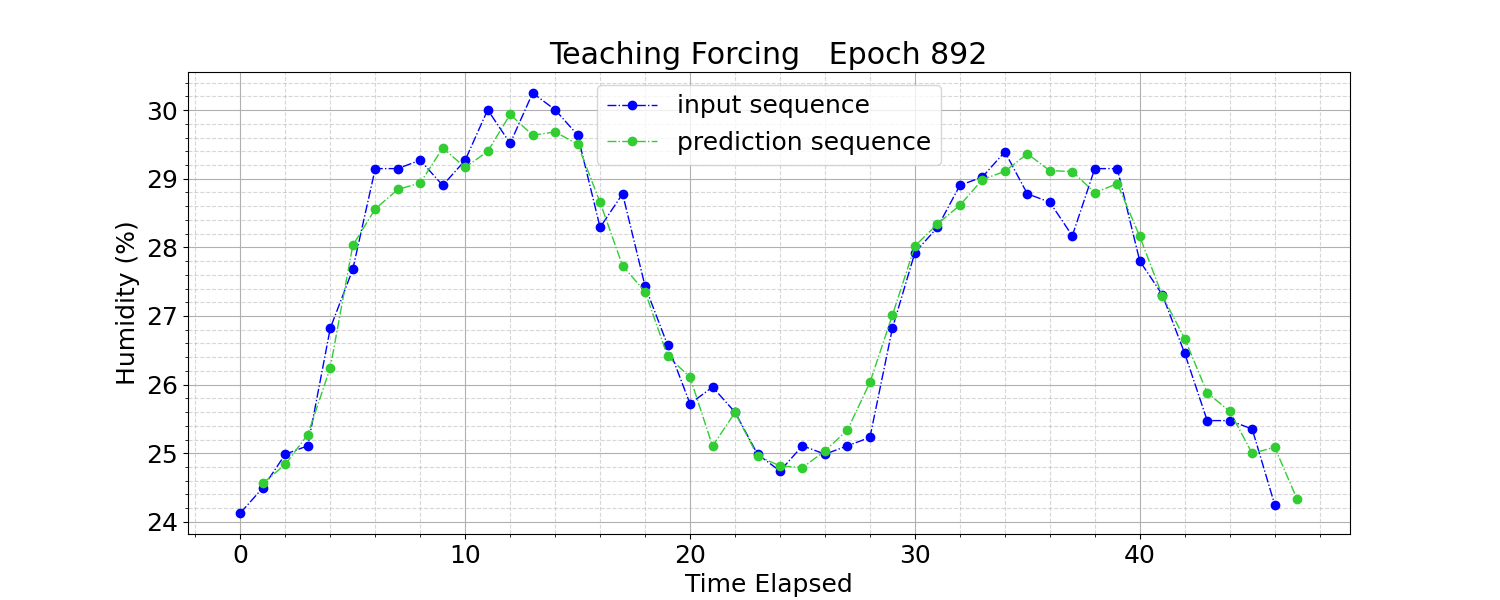 Teaching Forcing   Epoch 892
input sequence
prediction sequence
Humidity (%)
30
29
28
27
26
25
24
0 10 20 30 40
Time Elapsed